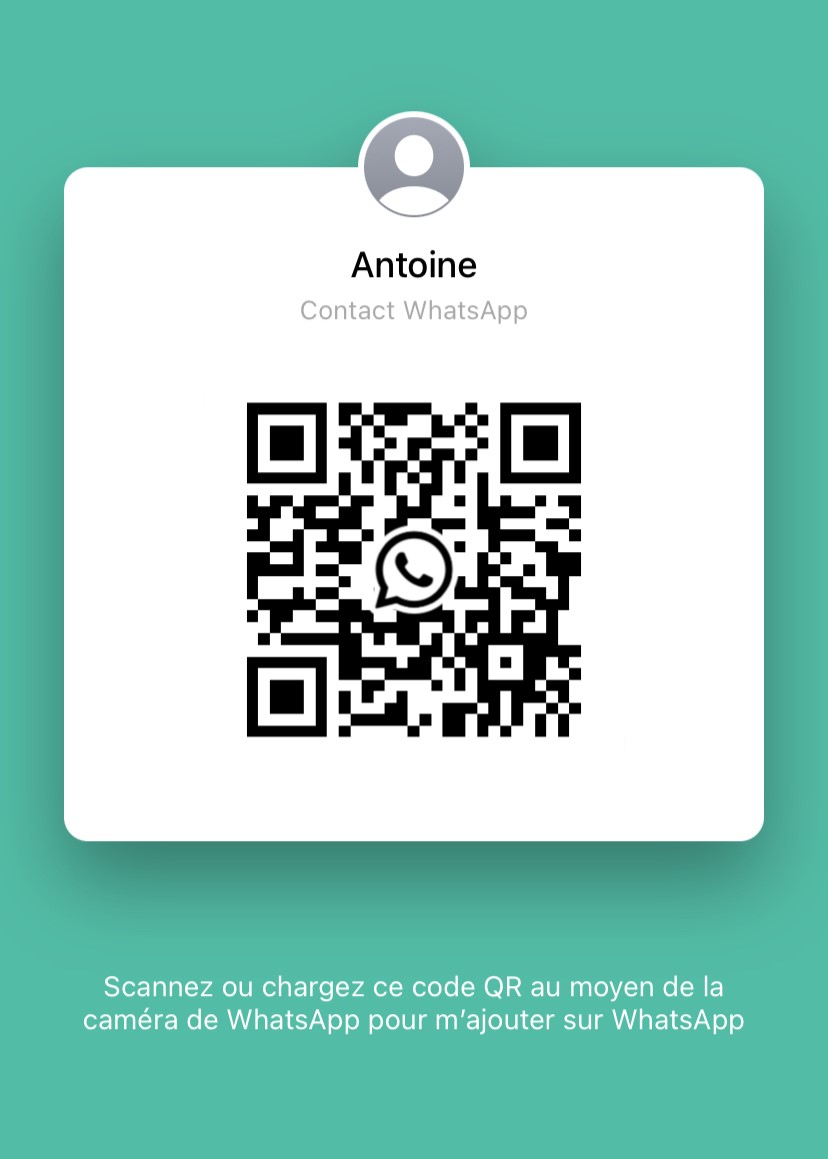 Antoine
Contact WhatsApp
Scannez ou chargez ce code QR au moyen de la
caméra de WhatsApp pour m’ajouter sur WhatsApp